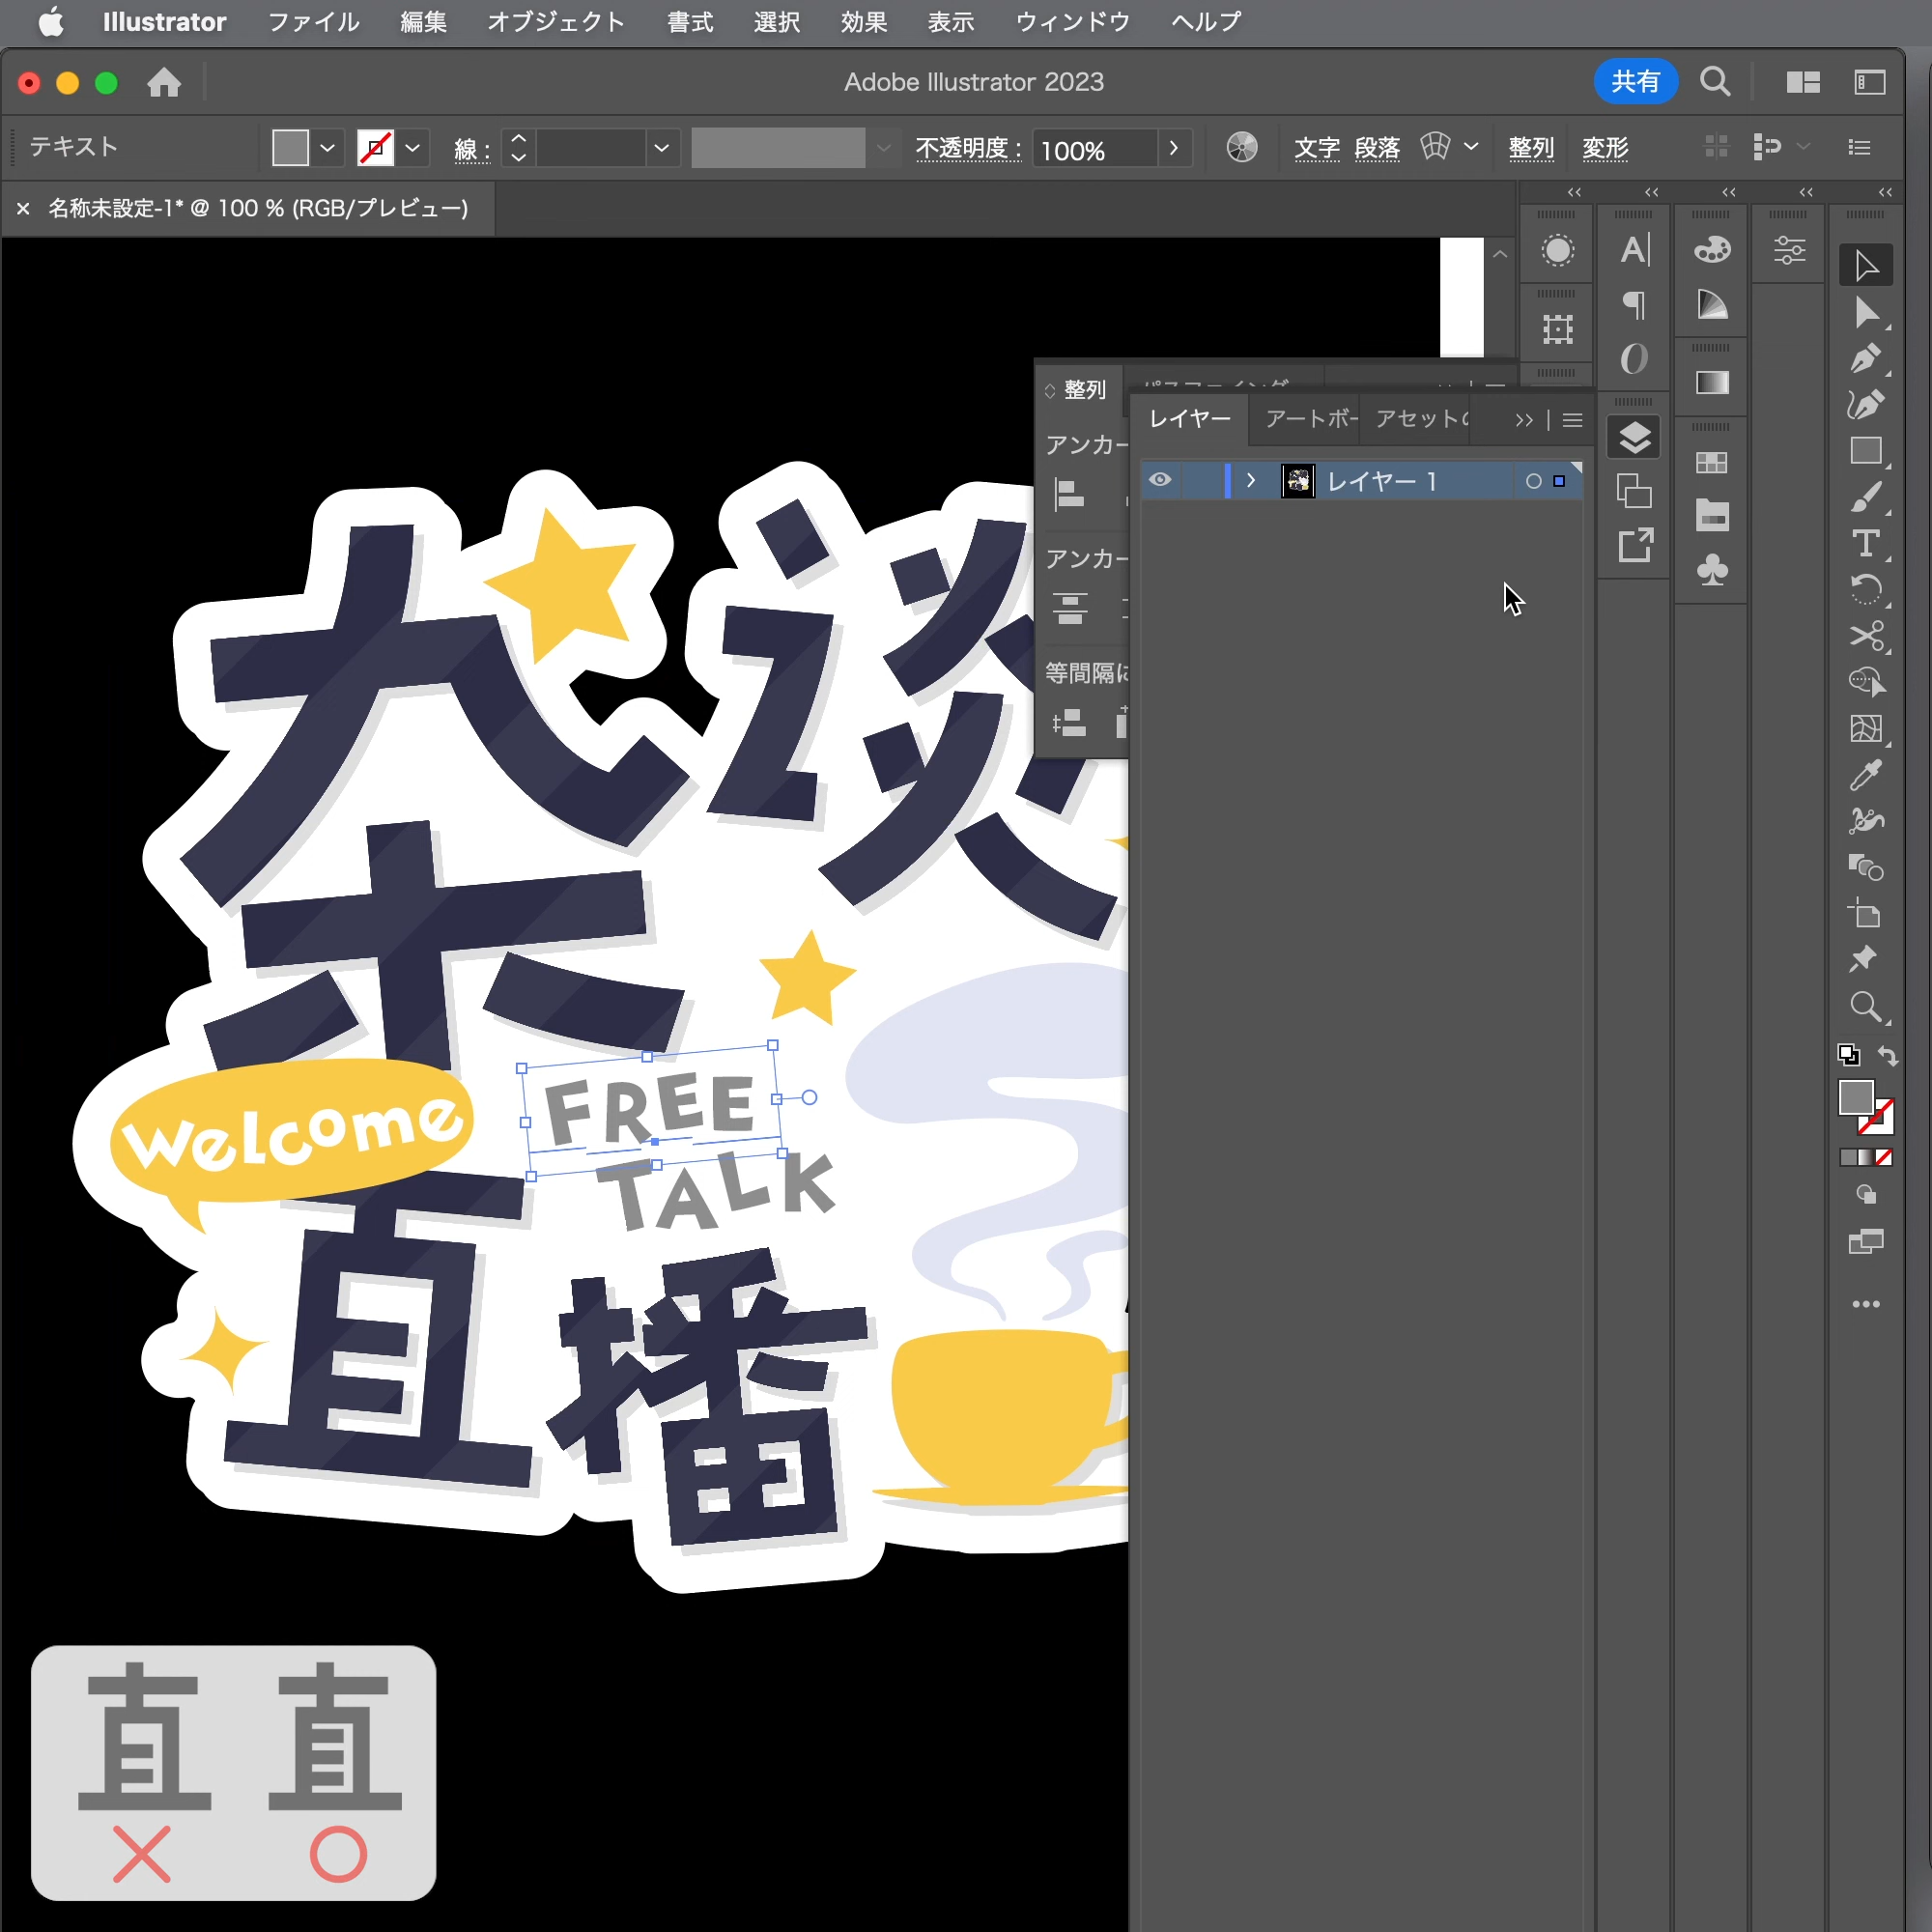 Illustrator ファイル 編集 オブジェクト 書式 選択 効果 表示 ウィンドウ ヘルプ
Adobe Illustrator 2023
共有
テキスト 線: 不透明度: 100% 文字 段落 整列 変形
× 名称未設定-1* @ 100 % (RGB/プレビュー)
整列
アンカー
アンカー
等間隔に
レイヤー アートボー アセットの
レイヤー 1
杂谈
Welcome
FREE
TALK
直播
直 直
× ○